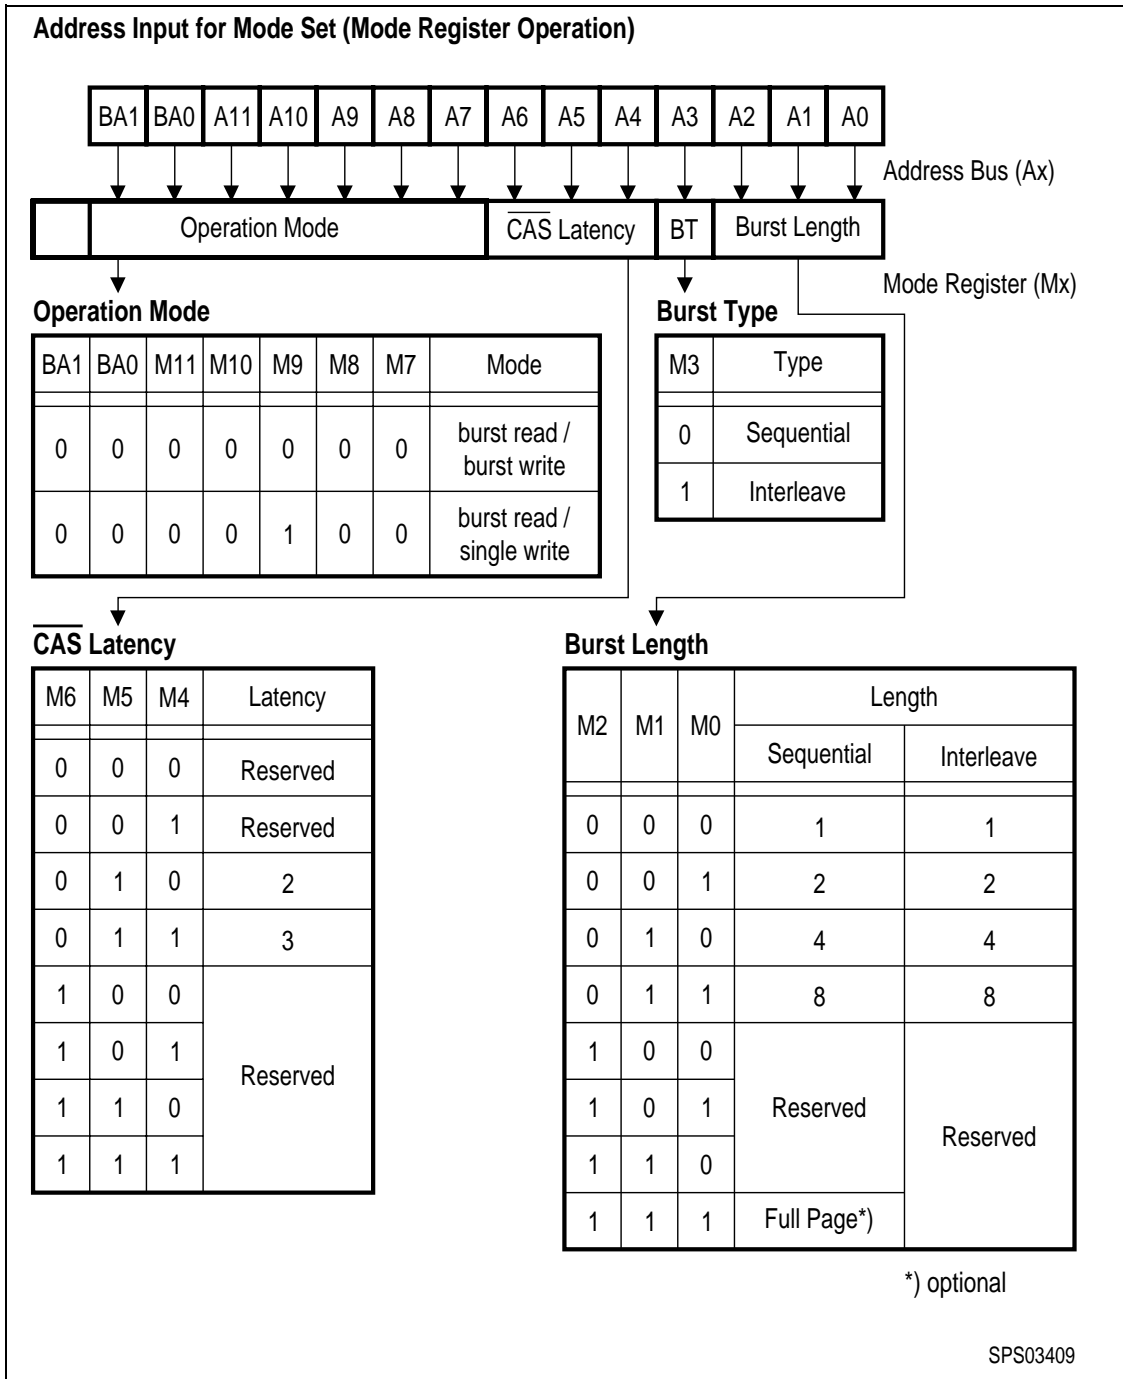 Address Input for Mode Set (Mode Register Operation)
BA1 BA0 A11 A10 A9 A8 A7 A6 A5 A4 A3 A2 A1 A0
Address Bus (Ax)
Operation Mode CAS Latency BT Burst Length
Mode Register (Mx)
Operation Mode
BA1 BA0 M11 M10 M9 M8 M7 Mode
0 0 0 0 0 0 0 burst read /
burst write
0 0 0 0 1 0 0 burst read /
single write
Burst Type
M3 Type
0 Sequential
1 Interleave
CAS Latency
M6 M5 M4 Latency
0 0 0 Reserved
0 0 1 Reserved
0 1 0 2
0 1 1 3
1 0 0
1 0 1
Reserved
1 1 0
1 1 1
Burst Length
M2 M1 M0 Length
Sequential Interleave
0 0 0 1 1
0 0 1 2 2
0 1 0 4 4
0 1 1 8 8
1 0 0
1 0 1 Reserved
Reserved
1 1 0
1 1 1 Full Page*)
*) optional
SPS03409